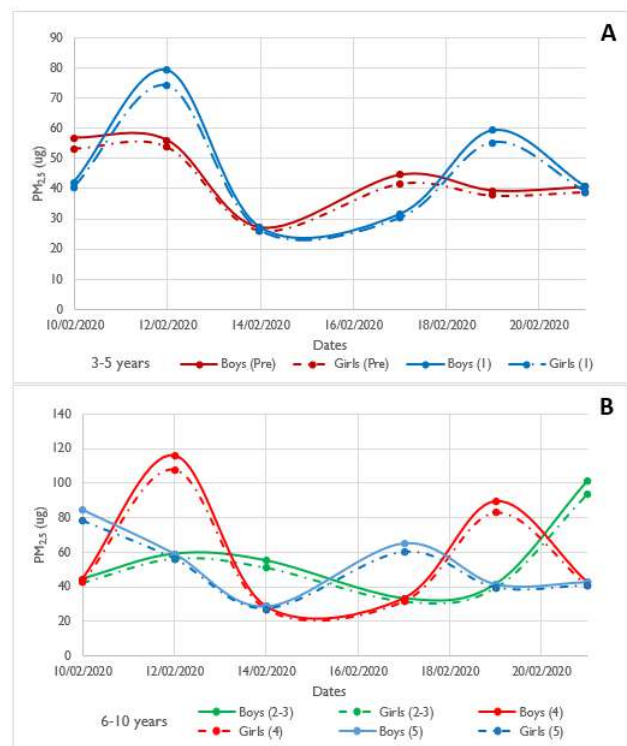 A
90
80
70
60
50
40
30
20
10
0
PM2.5 (ug)
10/02/2020 12/02/2020 14/02/2020 16/02/2020 18/02/2020 20/02/2020
Dates
3-5 years Boys (Pre) Girls (Pre) Boys (1) Girls (1)
B
140
120
100
80
60
40
20
0
PM2.5 (ug)
10/02/2020 12/02/2020 14/02/2020 16/02/2020 18/02/2020 20/02/2020
Dates
Boys (2-3) Girls (2-3) Boys (4)
6-10 years Girls (4) Boys (5) Girls (5)